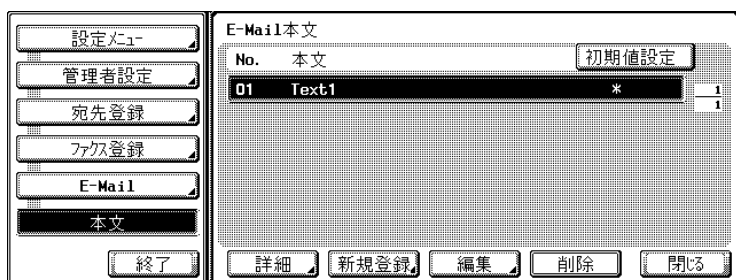 設定メニュー
管理者設定
宛先登録
ファクス登録
E-Mail
本文
終了
E-Mail本文
No. 本文 初期値設定
01 Text1 *
1
1
詳細 新規登録 編集 削除 閉じる